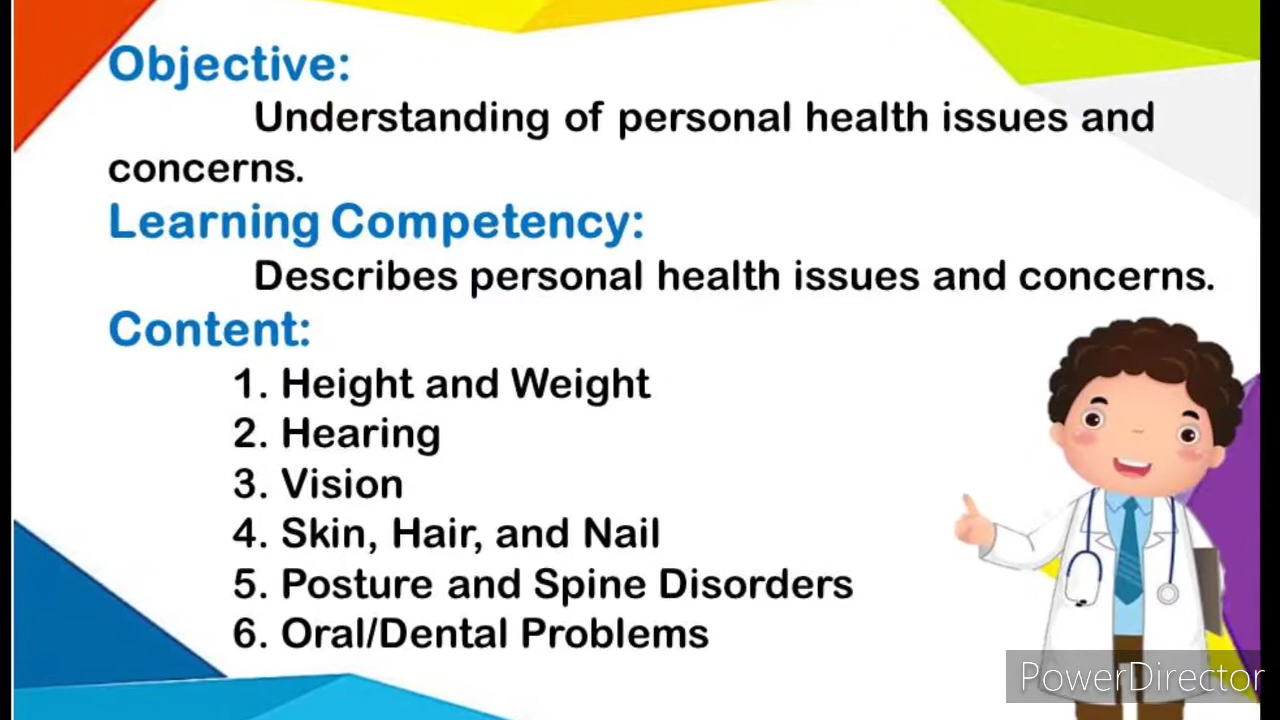 Objective:
Understanding of personal health issues and
concerns.
Learning Competency:
Describes personal health issues and concerns.
Content:
1. Height and Weight
2. Hearing
3. Vision
4. Skin, Hair, and Nail
5. Posture and Spine Disorders
6. Oral/Dental Problems
PowerDirector